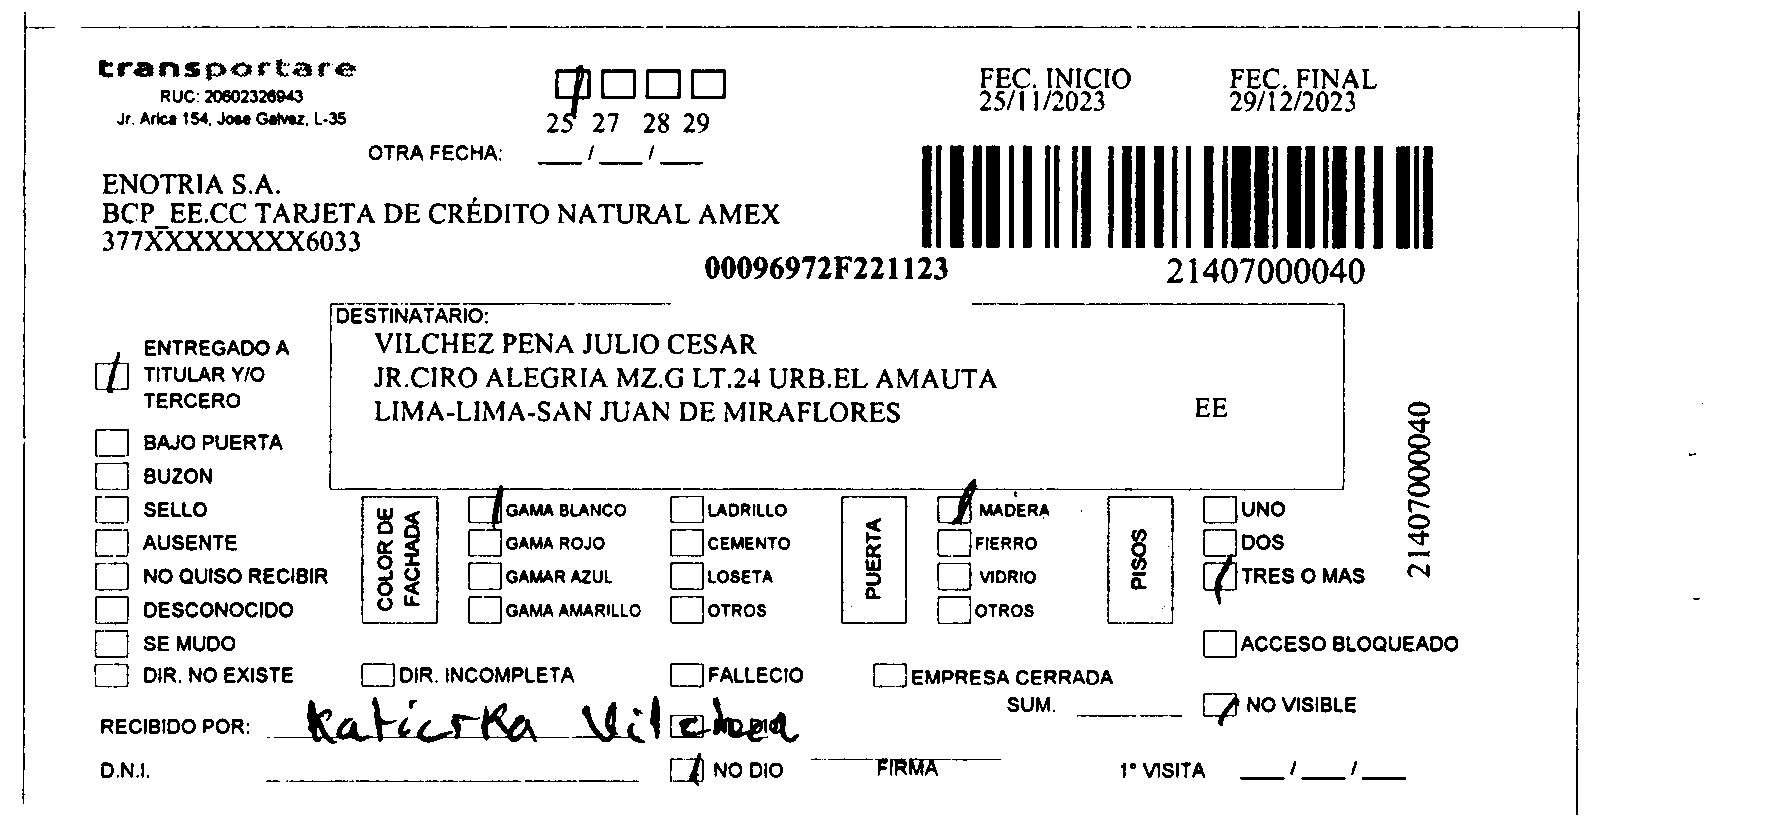 transportare
RUC: 20602326943
Jr. Arica 154, Jose Galvez, L-35
25 27 28 29
OTRA FECHA: ___/___/___
FEC. INICIO FEC. FINAL
25/11/2023 29/12/2023
ENOTRIA S.A.
BCP_EE.CC TARJETA DE CRÉDITO NATURAL AMEX
377XXXXXXXX6033
00096972F221123
21407000040
DESTINATARIO:
VILCHEZ PENA JULIO CESAR
JR.CIRO ALEGRIA MZ.G LT.24 URB.EL AMAUTA
LIMA-LIMA-SAN JUAN DE MIRAFLORES EE
21407000040
ENTREGADO A
TITULAR Y/O
TERCERO
BAJO PUERTA
BUZON
SELLO
AUSENTE
NO QUISO RECIBIR
DESCONOCIDO
SE MUDO
DIR. NO EXISTE
COLOR DE
FACHADA
GAMA BLANCO
GAMA ROJO
GAMAR AZUL
GAMA AMARILLO
LADRILLO
CEMENTO
LOSETA
OTROS
PUERTA
MADERA
FIERRO
VIDRIO
OTROS
PISOS
UNO
DOS
TRES O MAS
ACCESO BLOQUEADO
DIR. INCOMPLETA
FALLECIO
EMPRESA CERRADA
SUM. ______
NO VISIBLE
RECIBIDO POR: Vilchez
D.N.I.
NO DIO
FIRMA
1° VISITA ___/___/___